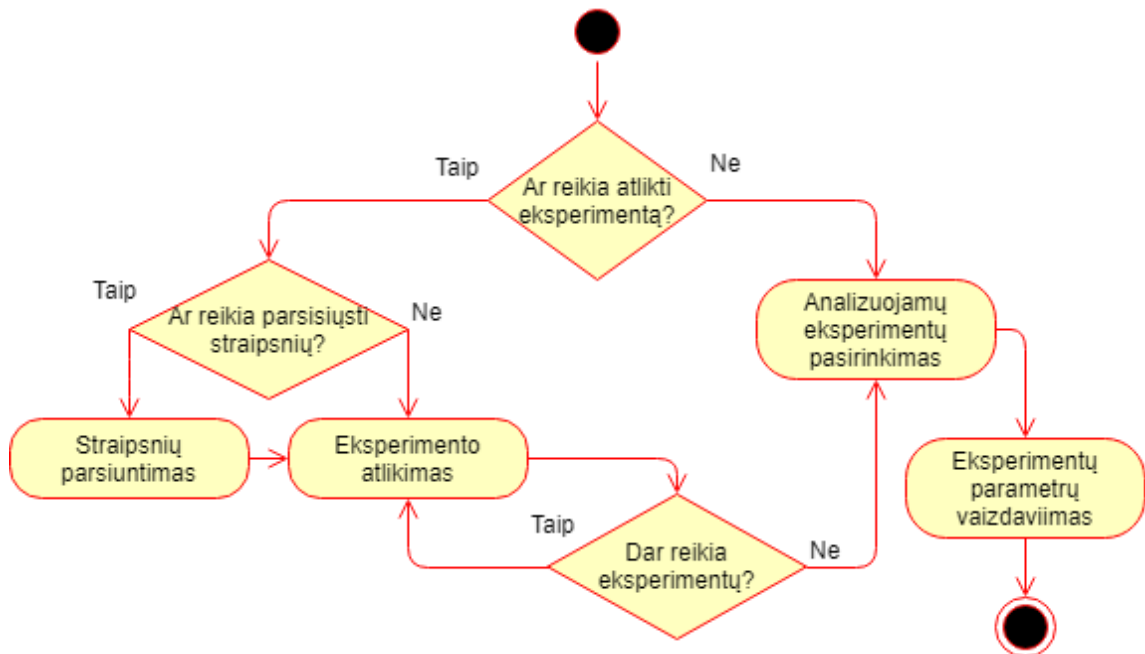 Taip
Ne
Ar reikia atlikti
eksperimentą?
Taip
Ar reikia parsisiųsti
straipsnių?
Ne
Analizuojamų
eksperimentų
pasirinkimas
Straipsnių
parsiuntimas
Eksperimento
atlikimas
Eksperimentų
parametrų
vaizdaviimas
Taip
Dar reikia
eksperimentų?
Ne